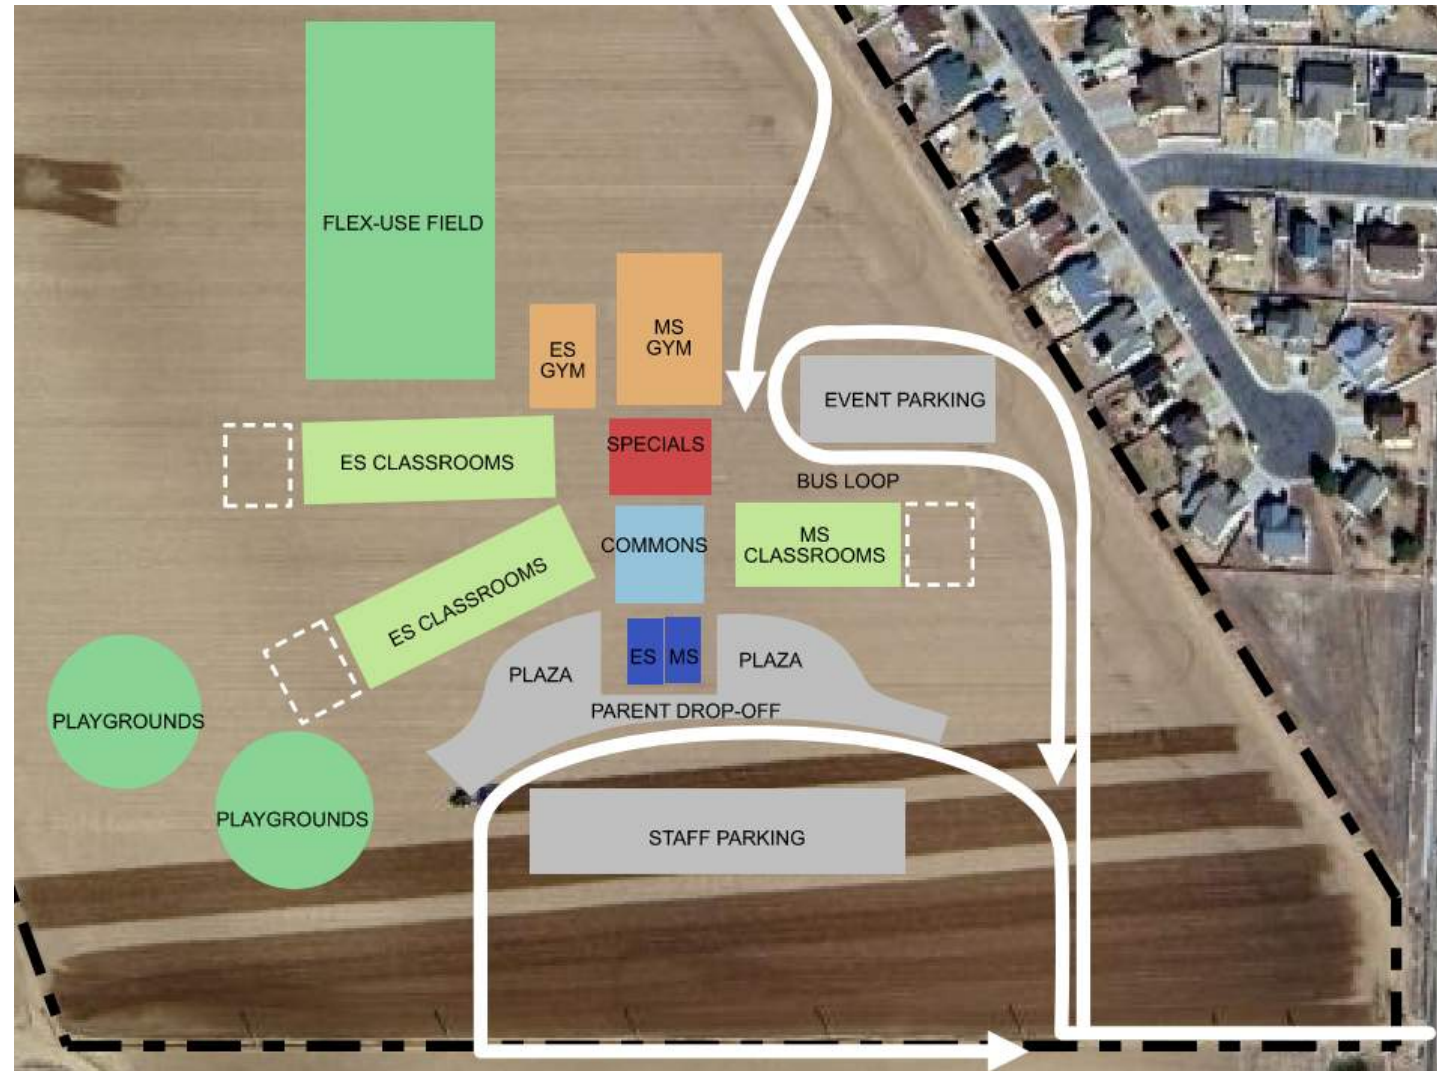 FLEX-USE FIELD
MS
GYM
ES
GYM
EVENT PARKING
SPECIALS
ES CLASSROOMS
BUS LOOP
COMMONS
MS
CLASSROOMS
ES CLASSROOMS
ES
MS
PLAZA
PLAZA
PARENT DROP-OFF
PLAYGROUNDS
PLAYGROUNDS
STAFF PARKING